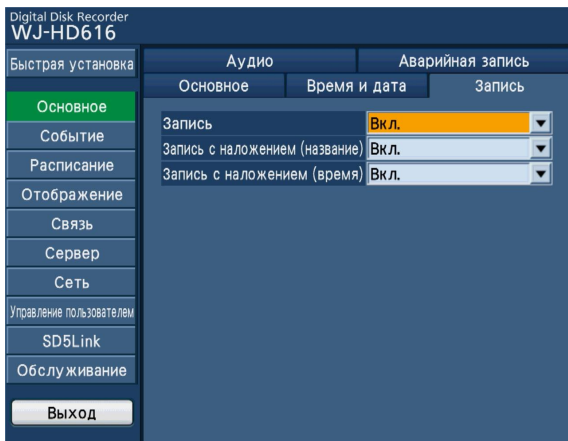 Digital Disk Recorder
WJ-HD616
Быстрая установка
Основное
Событие
Расписание
Отображение
Связь
Сервер
Сеть
Управление пользователем
SD5Link
Обслуживание
Выход
Аудио
Аварийная запись
Основное
Время и дата
Запись
Запись Вкл.
Запись с наложением (название) Вкл.
Запись с наложением (время) Вкл.